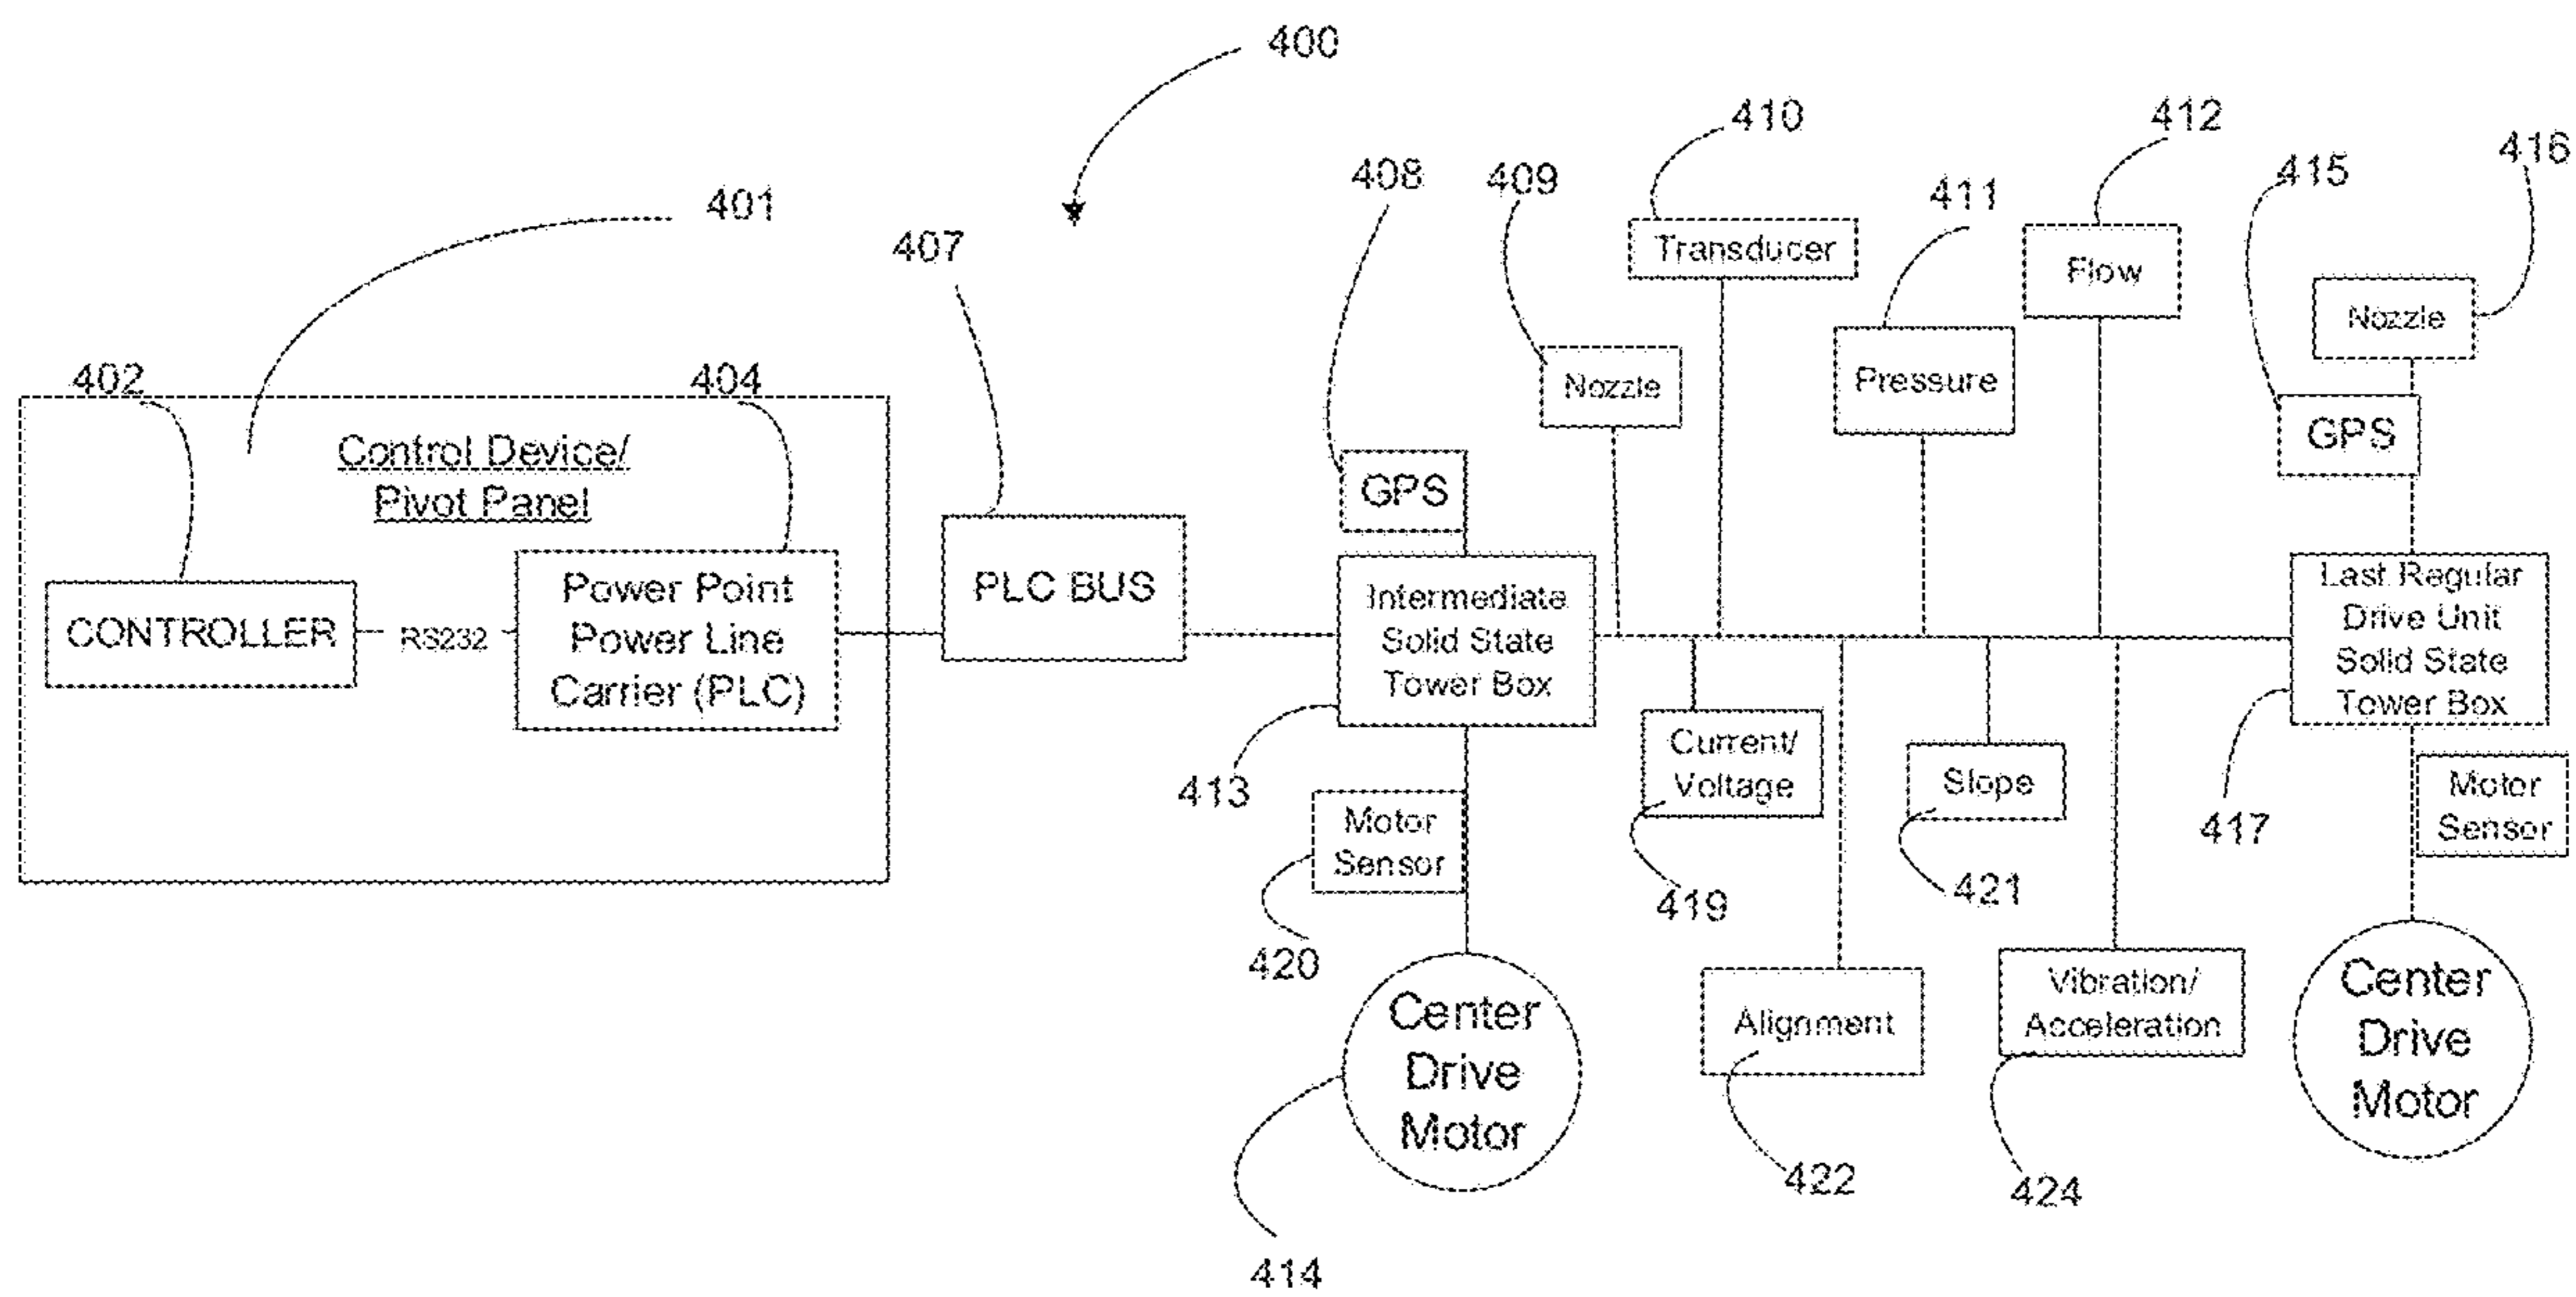 400
401
402
404
Control Device/
Pivot Panel
CONTROLLER
RS232
Power Point
Power Line
Carrier (PLC)
407
PLC BUS
408
GPS
409
Nozzle
410
Transducer
411
Pressure
412
Flow
415
GPS
416
Nozzle
Intermediate
Solid State
Tower Box
413
Last Regular
Drive Unit
Solid State
Tower Box
417
Motor
Sensor
420
Center
Drive
Motor
414
Current/
Voltage
419
Slope
421
Alignment
422
Vibration/
Acceleration
424
Motor
Sensor
Center
Drive
Motor